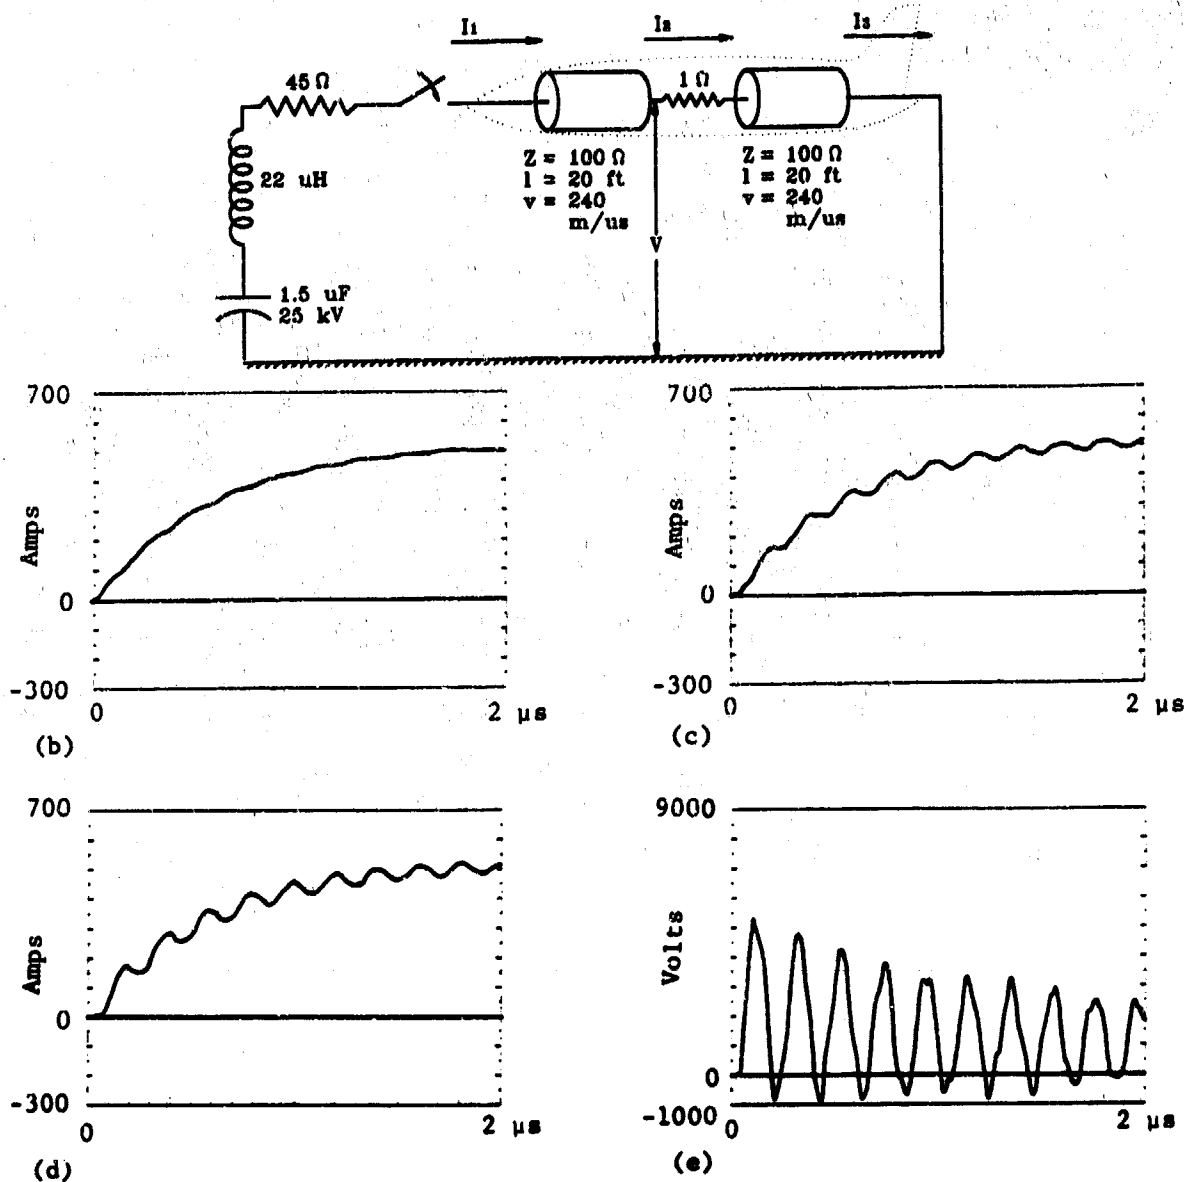 I1 I2 I3
45 Ω 1 Ω
22 uH
Z = 100 Ω
l = 20 ft
v = 240
m/us
Z = 100 Ω
l = 20 ft
v = 240
m/us
V
1.5 uF
25 kV
700
Amps
0
-300
0 2 µs
(b)
700
Amps
0
-300
0 2 µs
(c)
700
Amps
0
-300
0 2 µs
(d)
9000
Volts
0
-1000
0 2 µs
(e)